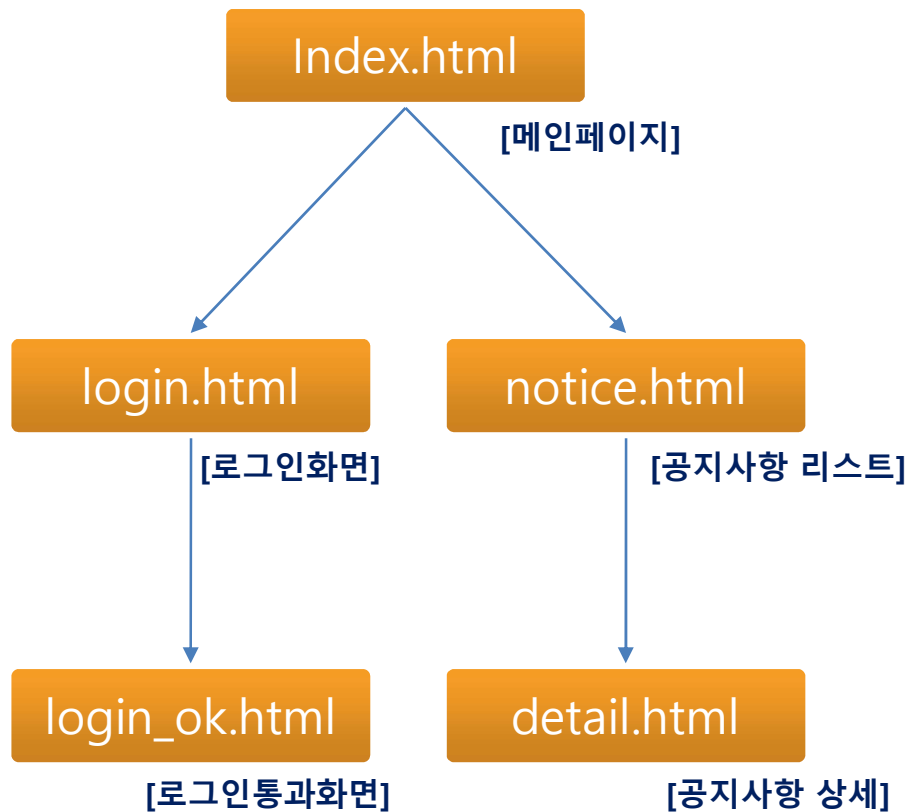 Index.html
[메인페이지]
login.html
notice.html
[로그인화면]
[공지사항 리스트]
login_ok.html
detail.html
[로그인통과화면]
[공지사항 상세]